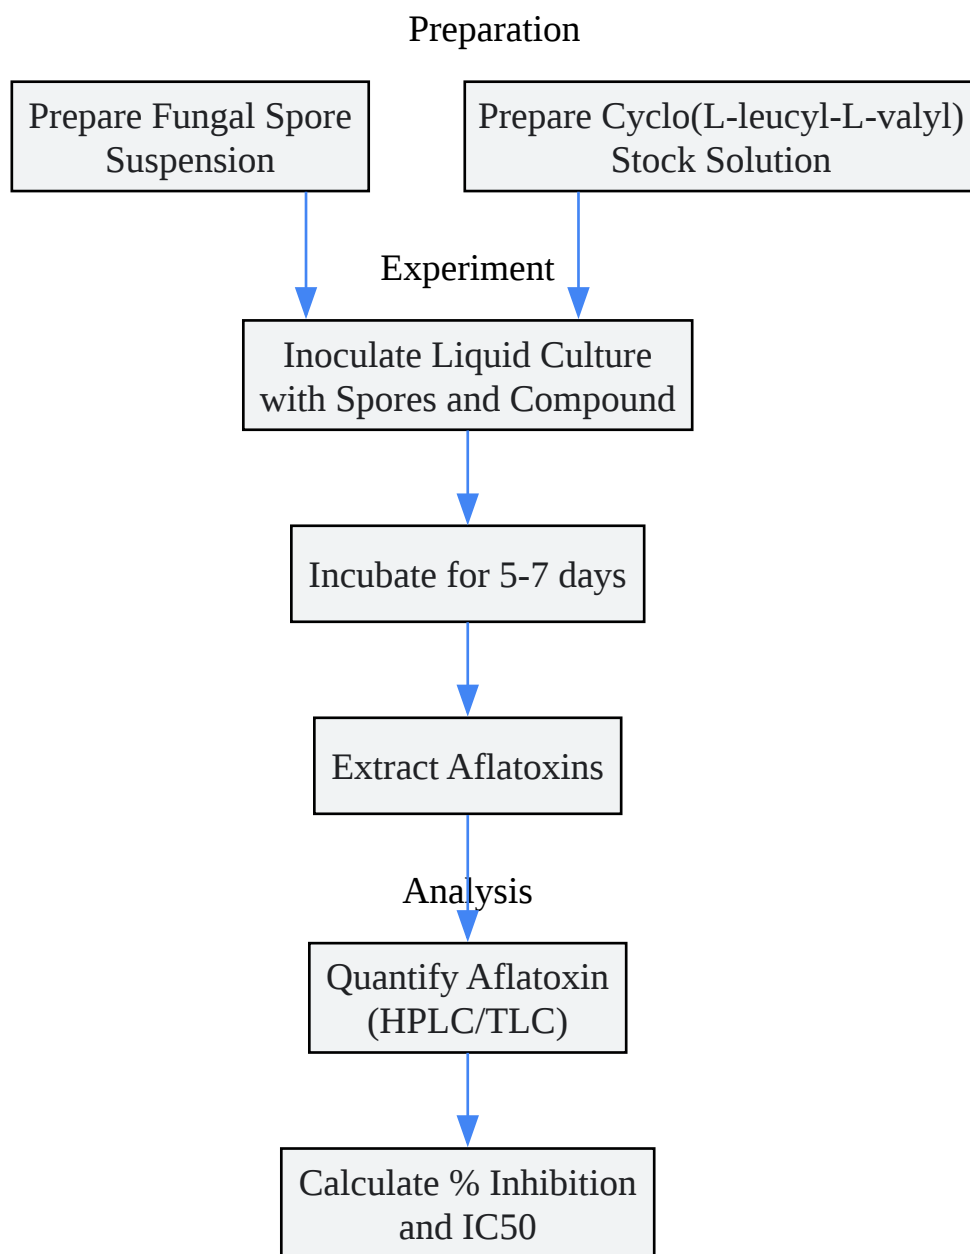 Preparation
Prepare Fungal Spore
Suspension
Prepare Cyclo(L-leucyl-L-valyl)
Stock Solution
Experiment
Inoculate Liquid Culture
with Spores and Compound
Incubate for 5-7 days
Extract Aflatoxins
Analysis
Quantify Aflatoxin
(HPLC/TLC)
Calculate % Inhibition
and IC50